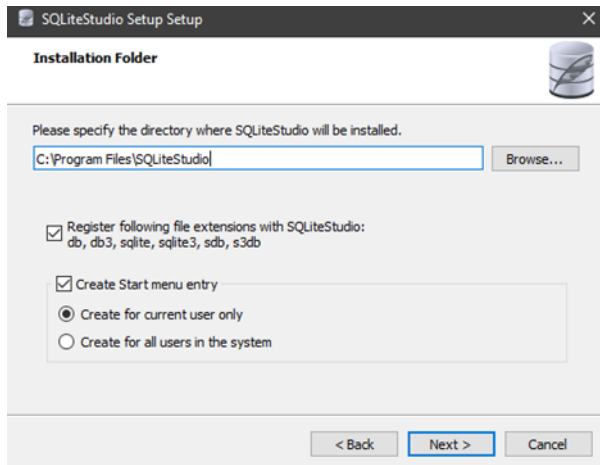 SQLiteStudio Setup Setup
Installation Folder
Please specify the directory where SQLiteStudio will be installed.
C:\Program Files\SQLiteStudio
Browse...
Register following file extensions with SQLiteStudio:
db, db3, sqlite, sqlite3, sdb, s3db
Create Start menu entry
Create for current user only
Create for all users in the system
< Back
Next >
Cancel